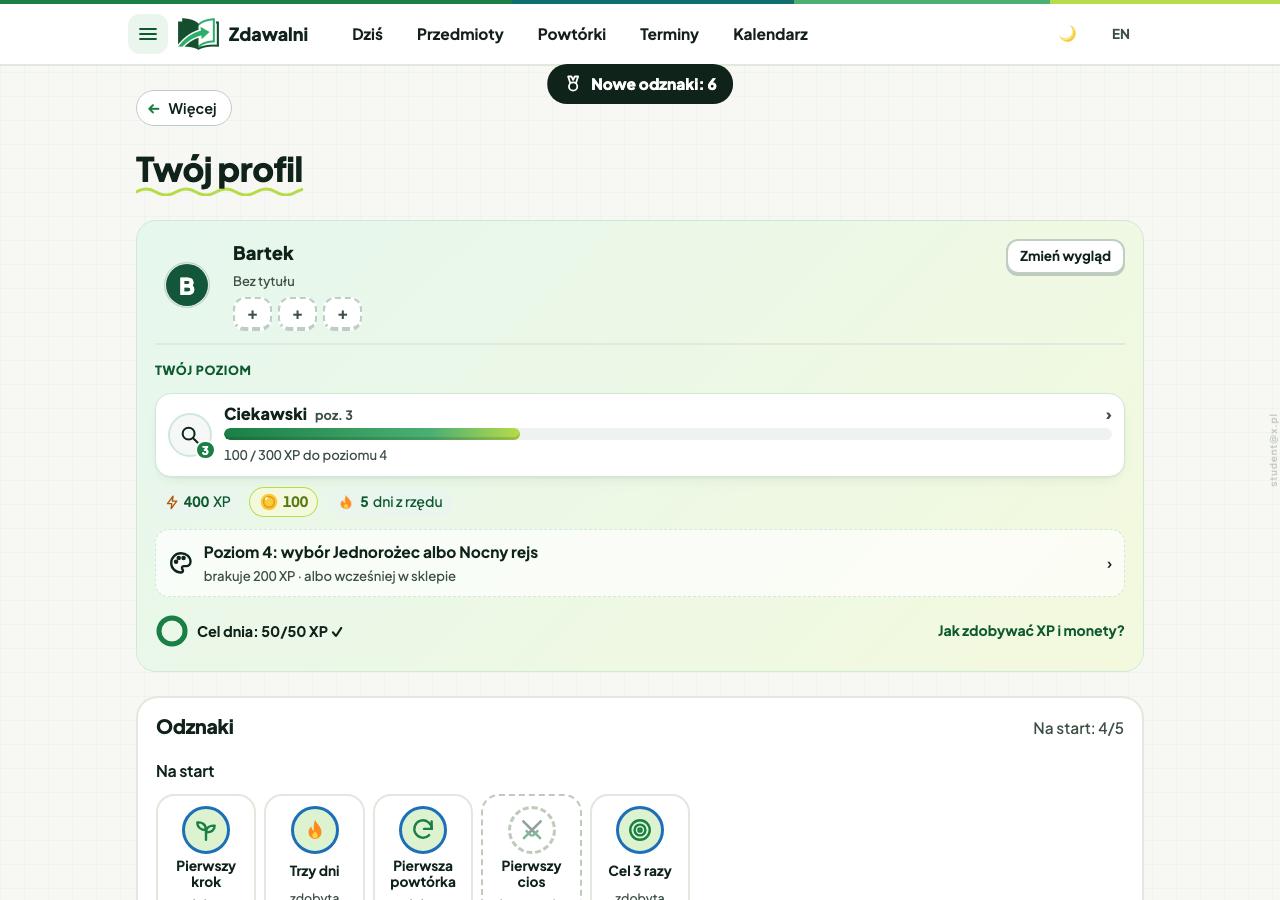 Zdawalni
Dziś
Przedmioty
Powtórki
Terminy
Kalendarz
EN
Nowe odznaki: 6
← Więcej
Twój profil
B
Bartek
Zmień wygląd
Bez tytułu
+ + +
TWÓJ POZIOM
Ciekawski poz. 3
3
100 / 300 XP do poziomu 4
400 XP
100
5 dni z rzędu
Poziom 4: wybór Jednorożec albo Nocny rejs
brakuje 200 XP · albo wcześniej w sklepie
Cel dnia: 50/50 XP ✓
Jak zdobywać XP i monety?
student@x.pl
Odznaki
Na start: 4/5
Na start
Pierwszy krok
Trzy dni
Pierwsza powtórka
Pierwszy cios
Cel 3 razy
zdobyta
zdobyta